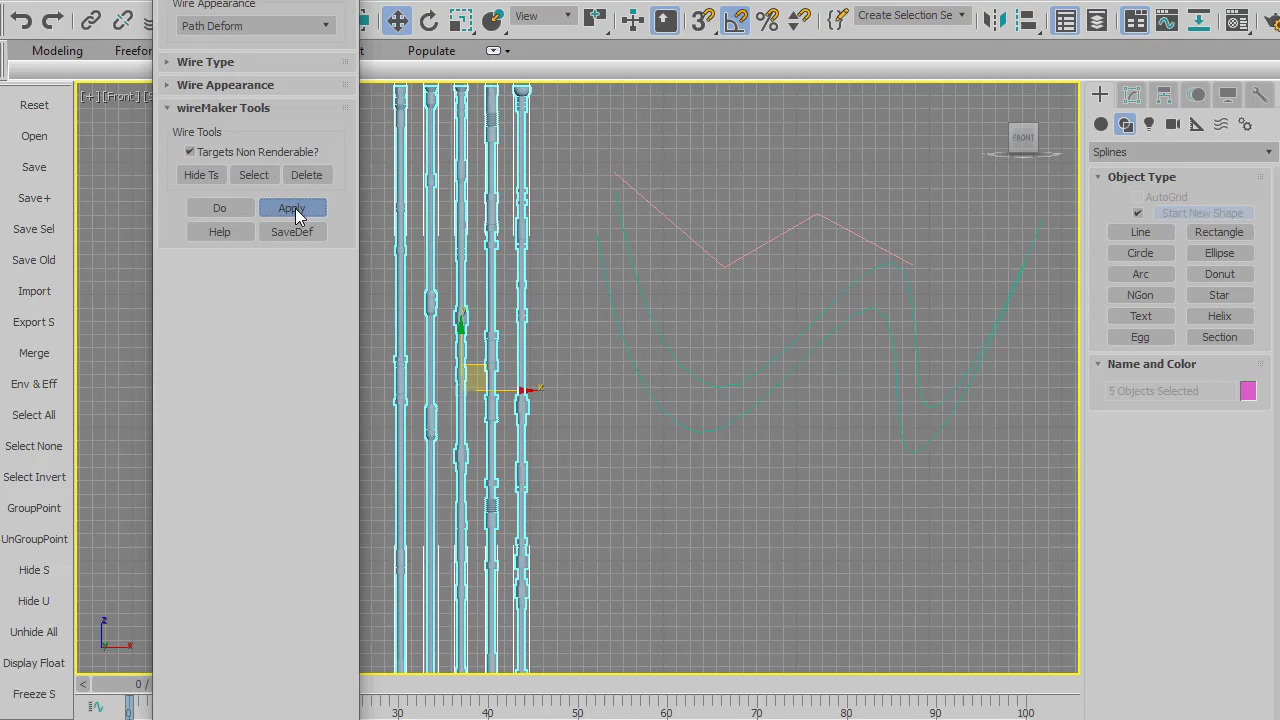 Wire Appearance
Path Deform
View
3
Create Selection Se
Modeling
Freefor
Populate
Wire Type
Wire Appearance
wireMaker Tools
Wire Tools
Targets Non Renderable?
Hide Ts
Select
Delete
Do
Apply
Help
SaveDef
Reset
Open
Save
Save+
Save Sel
Save Old
Import
Export S
Merge
Env & Eff
Select All
Select None
Select Invert
GroupPoint
UnGroupPoint
Hide S
Hide U
Unhide All
Display Float
Freeze S
[+] [Front]
FRONT
x
y
z
x
y
Splines
Object Type
AutoGrid
Start New Shape
Line
Rectangle
Circle
Ellipse
Arc
Donut
NGon
Star
Text
Helix
Egg
Section
Name and Color
5 Objects Selected
< 0 /
0
30
40
50
60
70
80
90
100